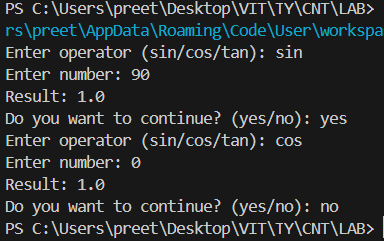 PS C:\Users\preet\Desktop\VIT\TY\CNT\LAB>
rs\preet\AppData\Roaming\Code\User\workspa
Enter operator (sin/cos/tan): sin
Enter number: 90
Result: 1.0
Do you want to continue? (yes/no): yes
Enter operator (sin/cos/tan): cos
Enter number: 0
Result: 1.0
Do you want to continue? (yes/no): no
PS C:\Users\preet\Desktop\VIT\TY\CNT\LAB>